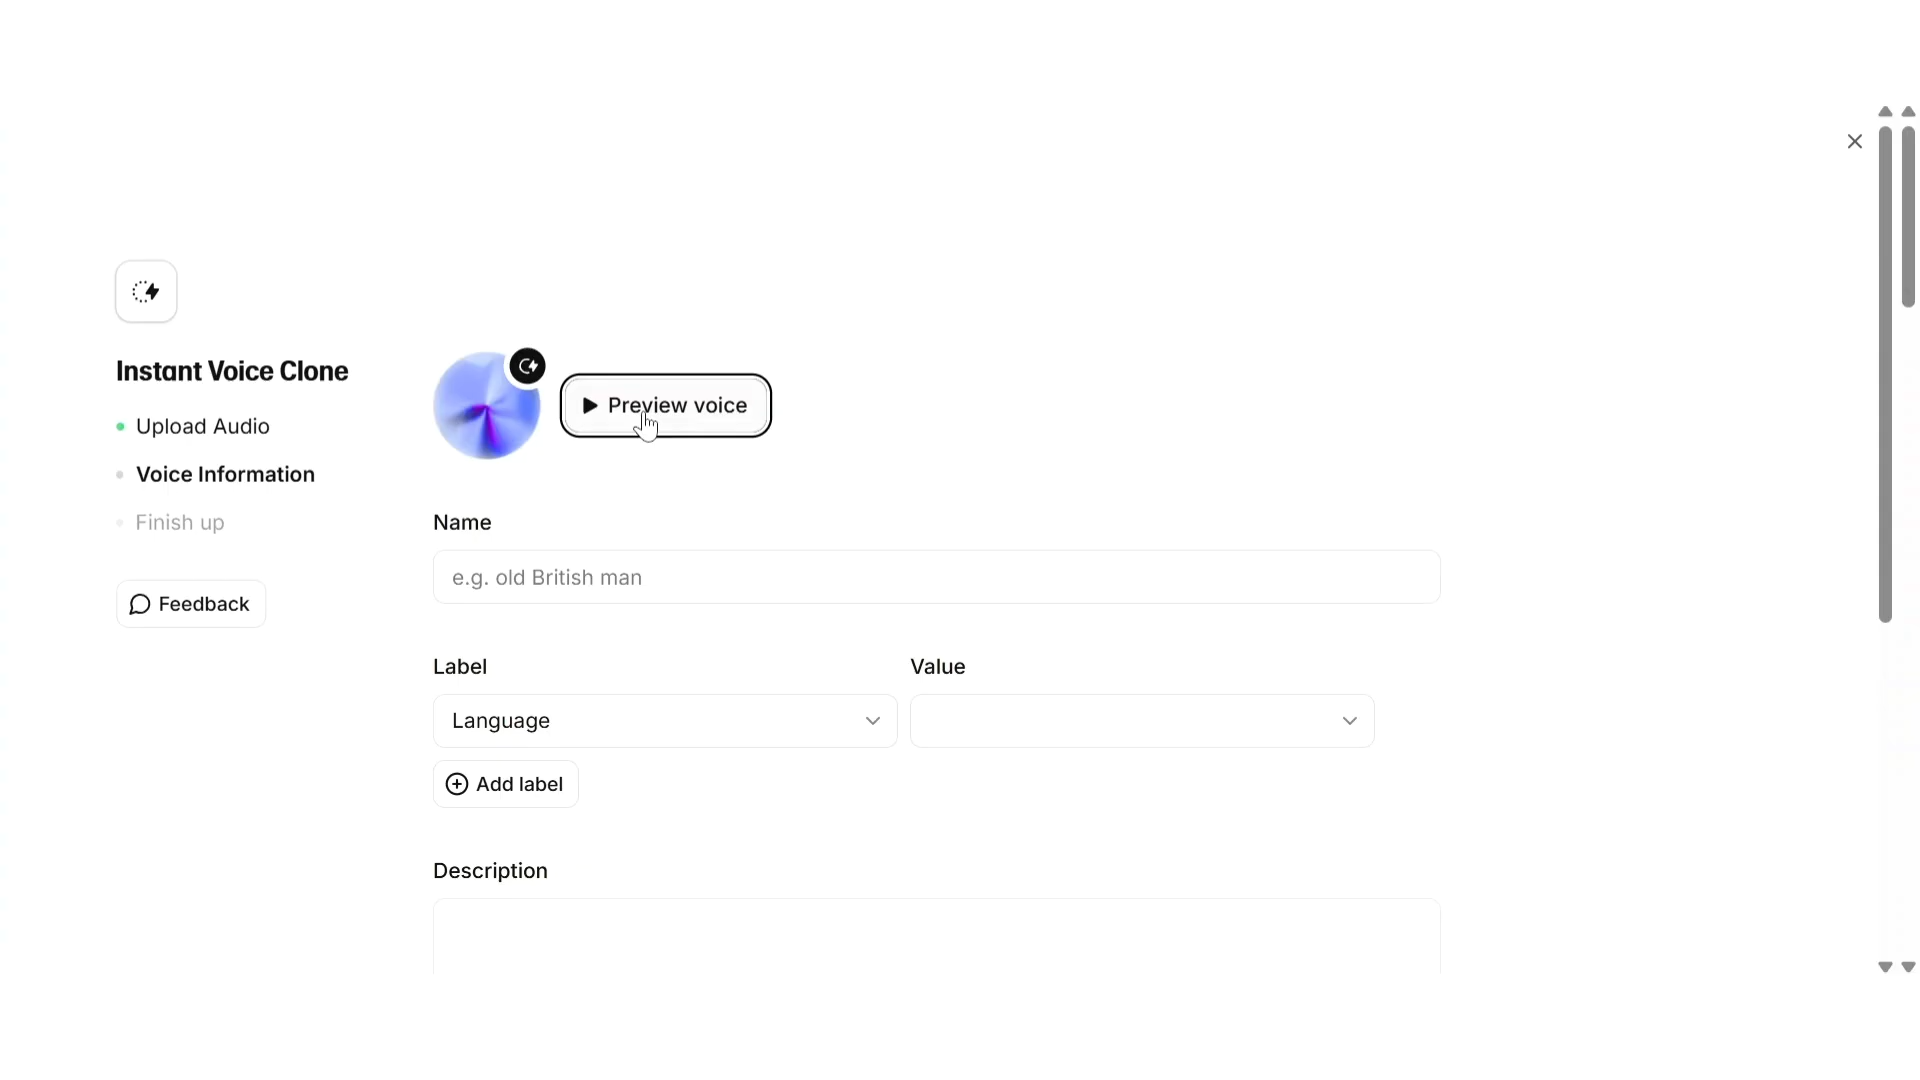 Instant Voice Clone
Upload Audio
Voice Information
Finish up
Feedback
Preview voice
Name
e.g. old British man
Label
Value
Language
Add label
Description